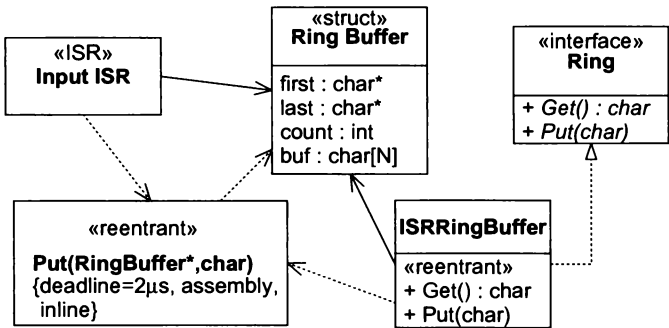 «ISR»
Input ISR
«struct»
Ring Buffer
first : char*
last : char*
count : int
buf : char[N]
«interface»
Ring
+ Get() : char
+ Put(char)
«reentrant»
Put(RingBuffer*,char)
{deadline=2μs, assembly,
inline}
ISRRingBuffer
«reentrant»
+ Get() : char
+ Put(char)